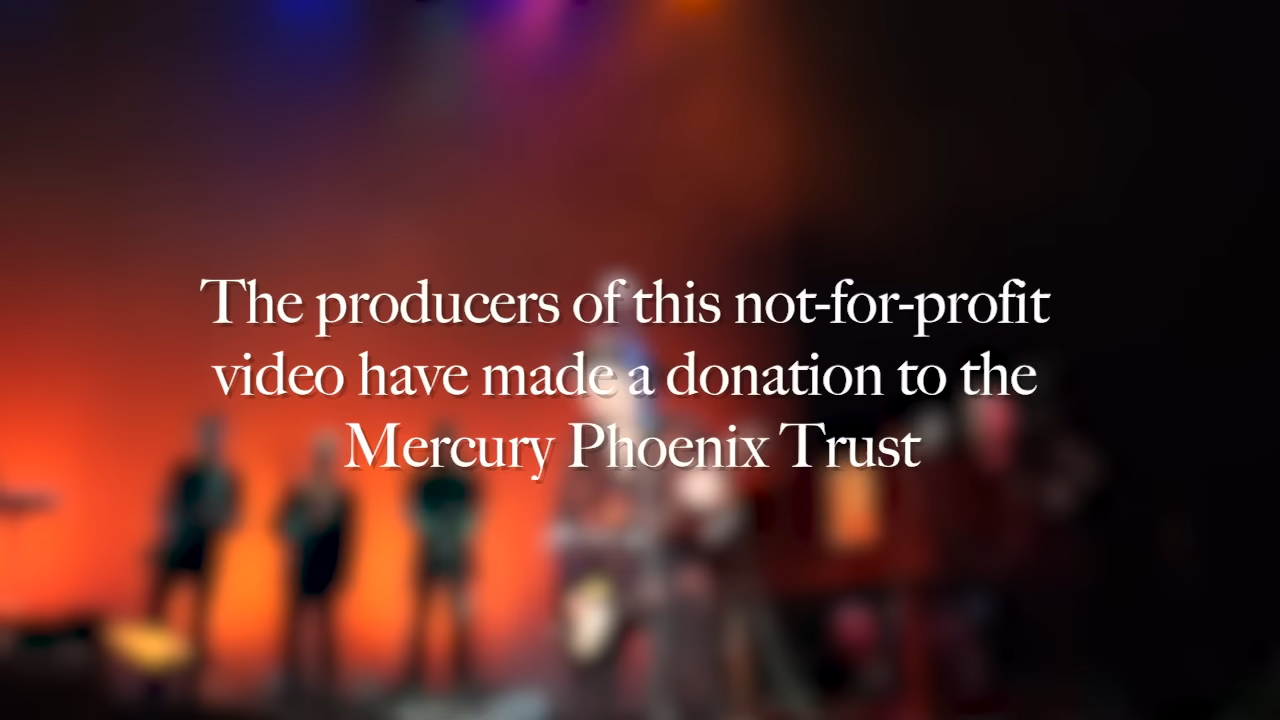 The producers of this not-for-profit
video have made a donation to the
Mercury Phoenix Trust